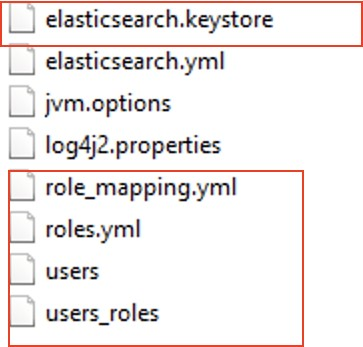 elasticsearch.keystore
elasticsearch.yml
jvm.options
log4j2.properties
role_mapping.yml
roles.yml
users
users_roles